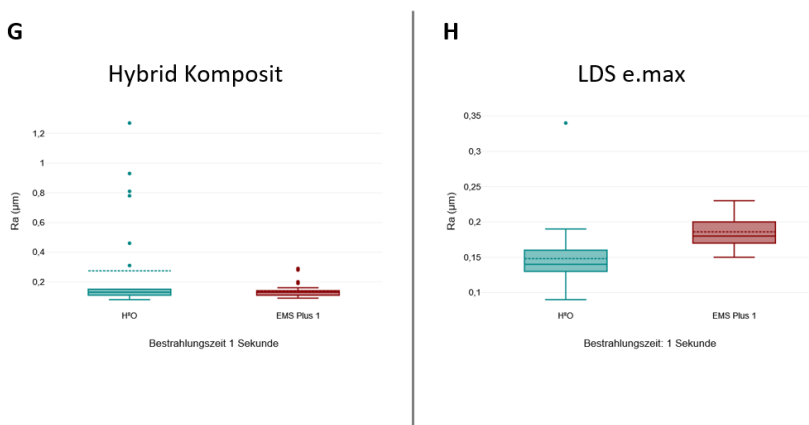 G
Hybrid Komposit
1,2
1
0,8
0,6
0,4
0,2
Ra (µm)
H²O
EMS Plus 1
Bestrahlungszeit 1 Sekunde
H
LDS e.max
0,35
0,3
0,25
0,2
0,15
0,1
Ra (µm)
H²O
EMS Plus 1
Bestrahlungszeit: 1 Sekunde